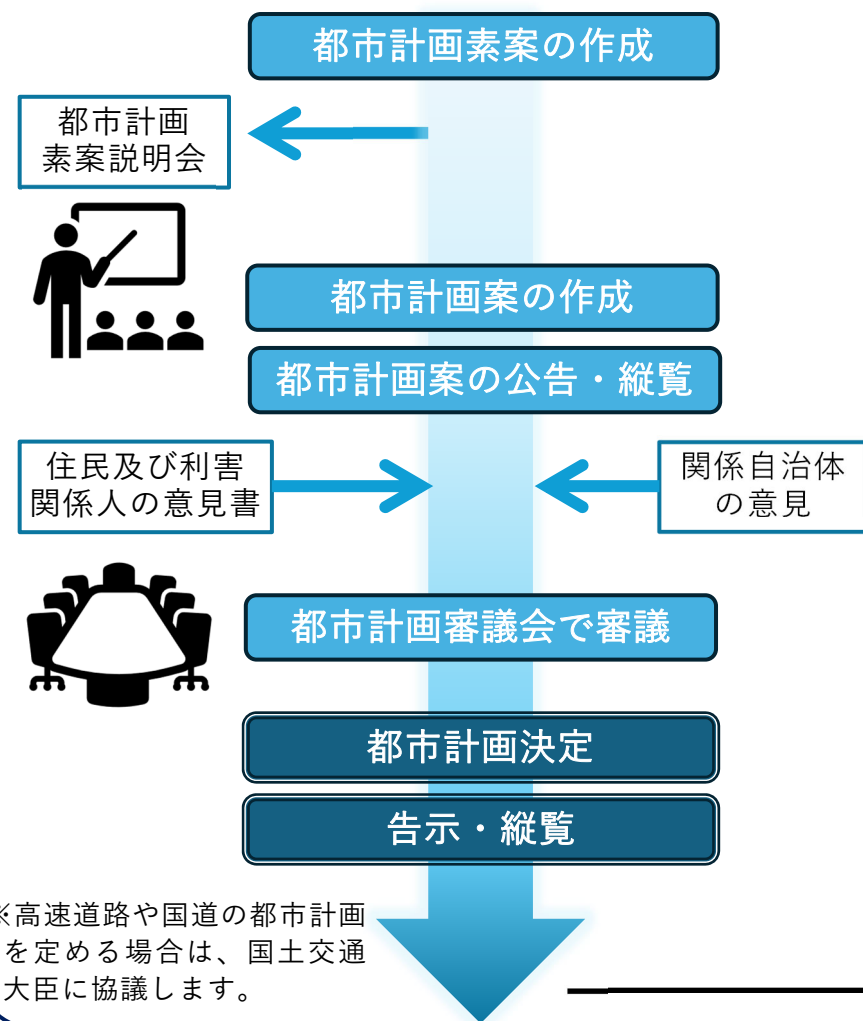 都市計画素案の作成
都市計画
素案説明会
都市計画案の作成
都市計画案の公告・縦覧
住民及び利害
関係人の意見書
関係自治体
の意見
都市計画審議会で審議
都市計画決定
告示・縦覧
※高速道路や国道の都市計画
を定める場合は、国土交通
大臣に協議します。